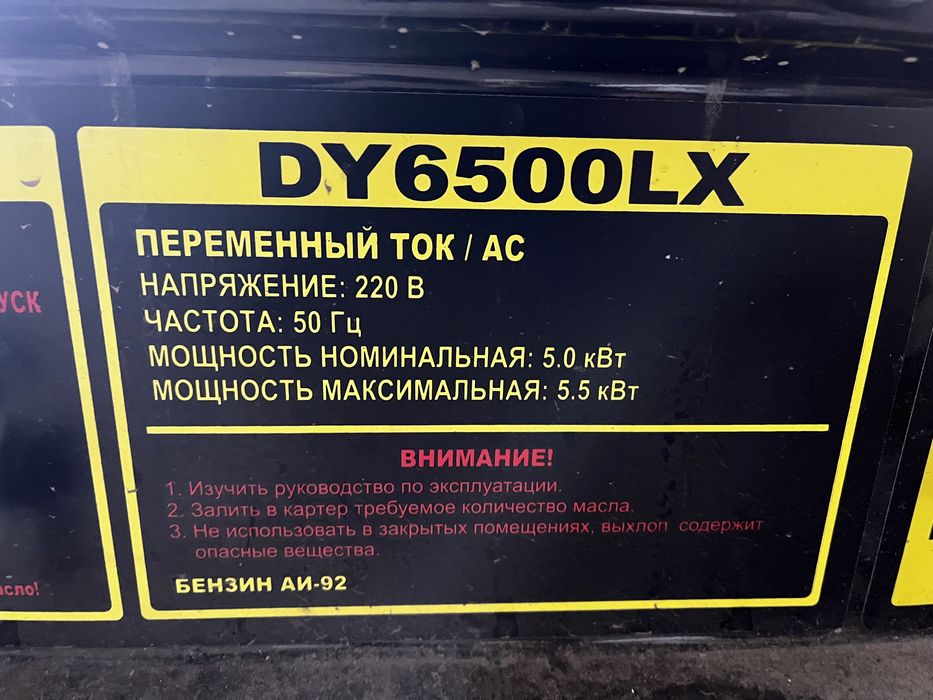 DY6500LX
ПЕРЕМЕННЫЙ ТОК / AC
НАПРЯЖЕНИЕ: 220 В
ЧАСТОТА: 50 Гц
МОЩНОСТЬ НОМИНАЛЬНАЯ: 5.0 кВт
МОЩНОСТЬ МАКСИМАЛЬНАЯ: 5.5 кВт
ВНИМАНИЕ!
1. Изучить руководство по эксплуатации.
2. Залить в картер требуемое количество масла.
3. Не использовать в закрытых помещениях, выхлоп содержит
опасные вещества.
БЕНЗИН АИ-92